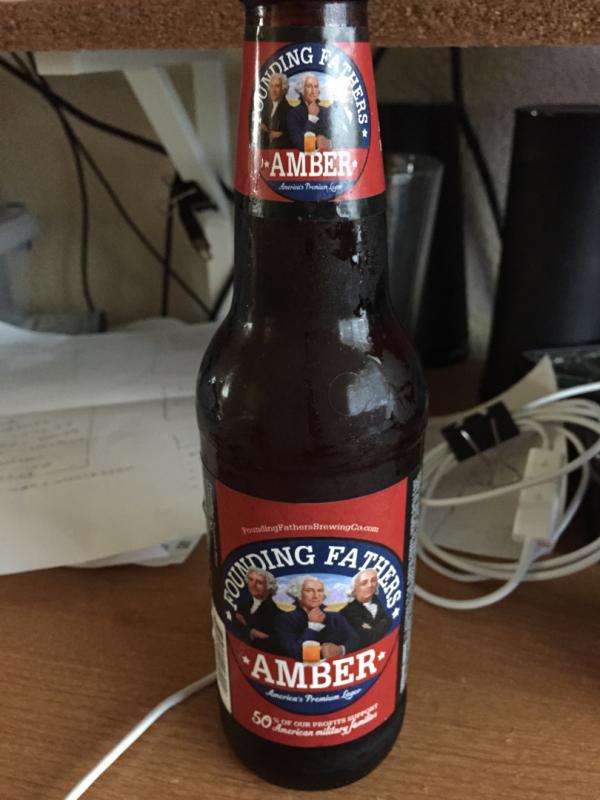 FOUNDING FATHERS
AMBER
America's Premium Lager
FoundingFathersBrewingCo.com
FOUNDING FATHERS
AMBER
America's Premium Lager
50% OF OUR PROFITS SUPPORT
American military families